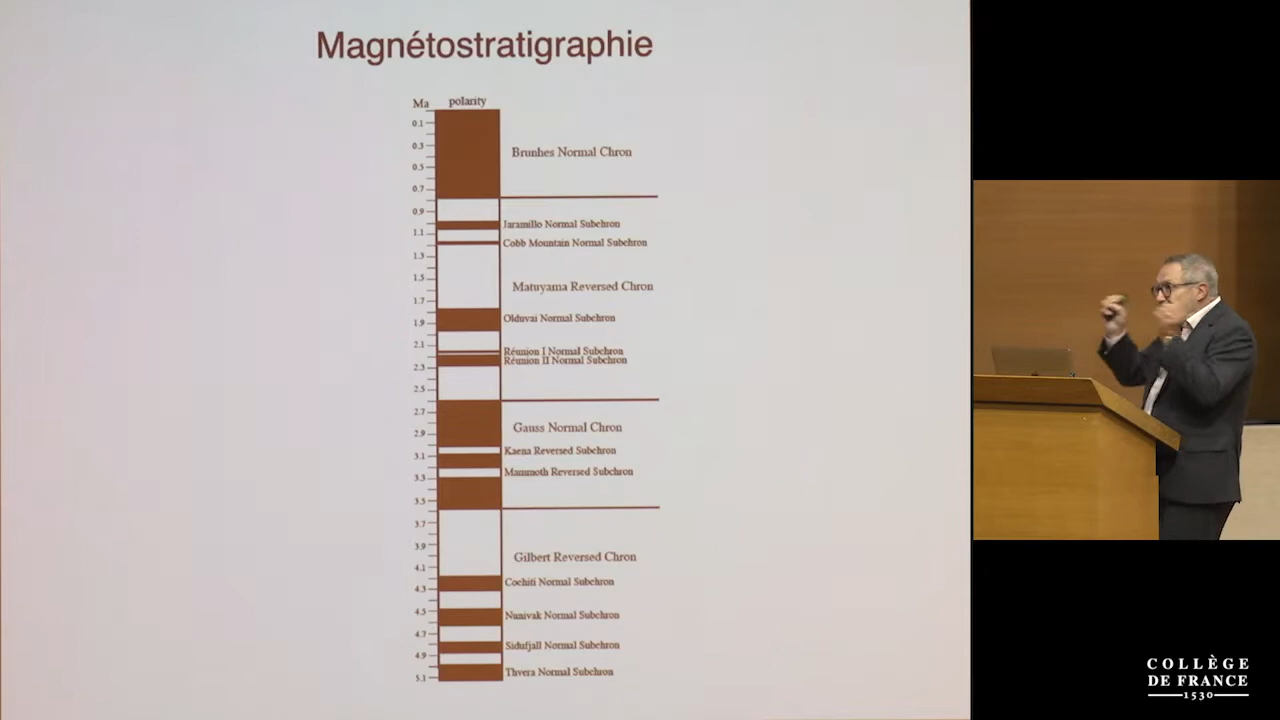 Magnétostratigraphie
Ma polarity
0.1
0.3
Brunhes Normal Chron
0.5
0.7
0.9
Jaramillo Normal Subchron
1.1
Cobb Mountain Normal Subchron
1.3
1.5
Matuyama Reversed Chron
1.7
Olduvai Normal Subchron
1.9
2.1
Réunion I Normal Subchron
Réunion II Normal Subchron
2.3
2.5
2.7
Gauss Normal Chron
2.9
Kaena Reversed Subchron
3.1
Mammoth Reversed Subchron
3.3
3.5
3.7
3.9
Gilbert Reversed Chron
4.1
Cochiti Normal Subchron
4.3
4.5
Nunivak Normal Subchron
4.7
Sidufjall Normal Subchron
4.9
Thvera Normal Subchron
5.1
COLLÈGE
DE FRANCE
1530